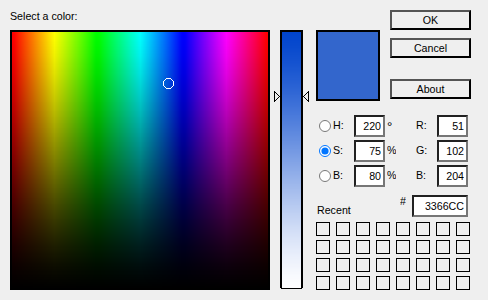 Select a color:
OK
Cancel
About
H: 220 ° R: 51
S: 75 % G: 102
B: 80 % B: 204
# 3366CC
Recent